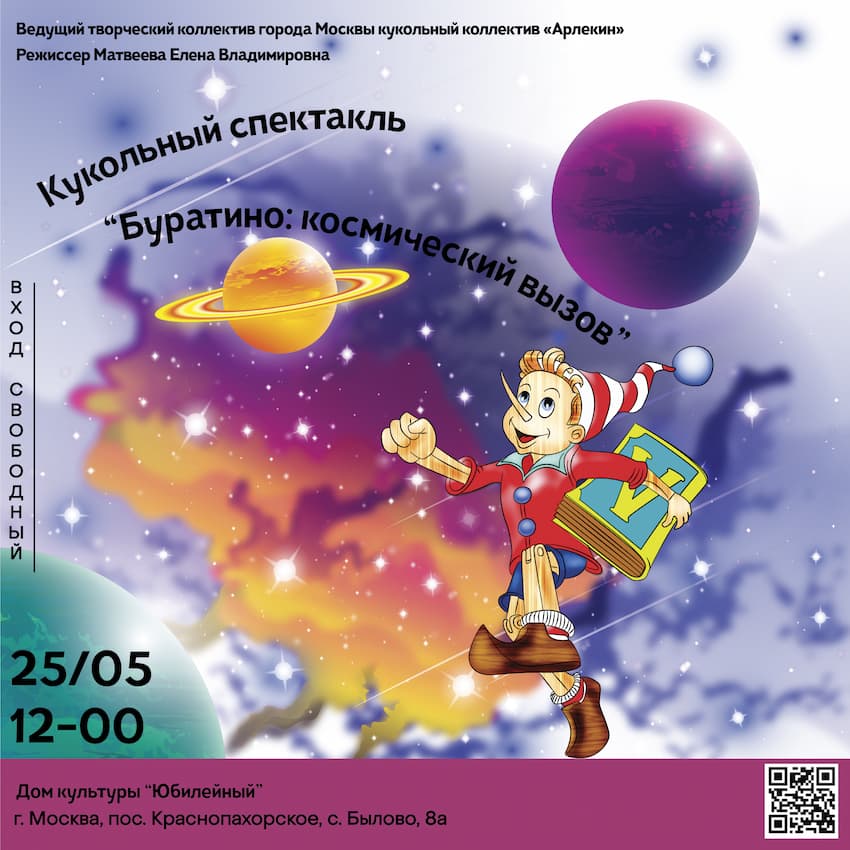 Ведущий творческий коллектив города Москвы кукольный коллектив «Арлекин»
Режиссер Матвеева Елена Владимировна
Кукольный спектакль
“Буратино: космический вызов”
ВХОД СВОБОДНЫЙ
25/05
12-00
Дом культуры “Юбилейный”
г. Москва, пос. Краснопахорское, с. Былово, 8а